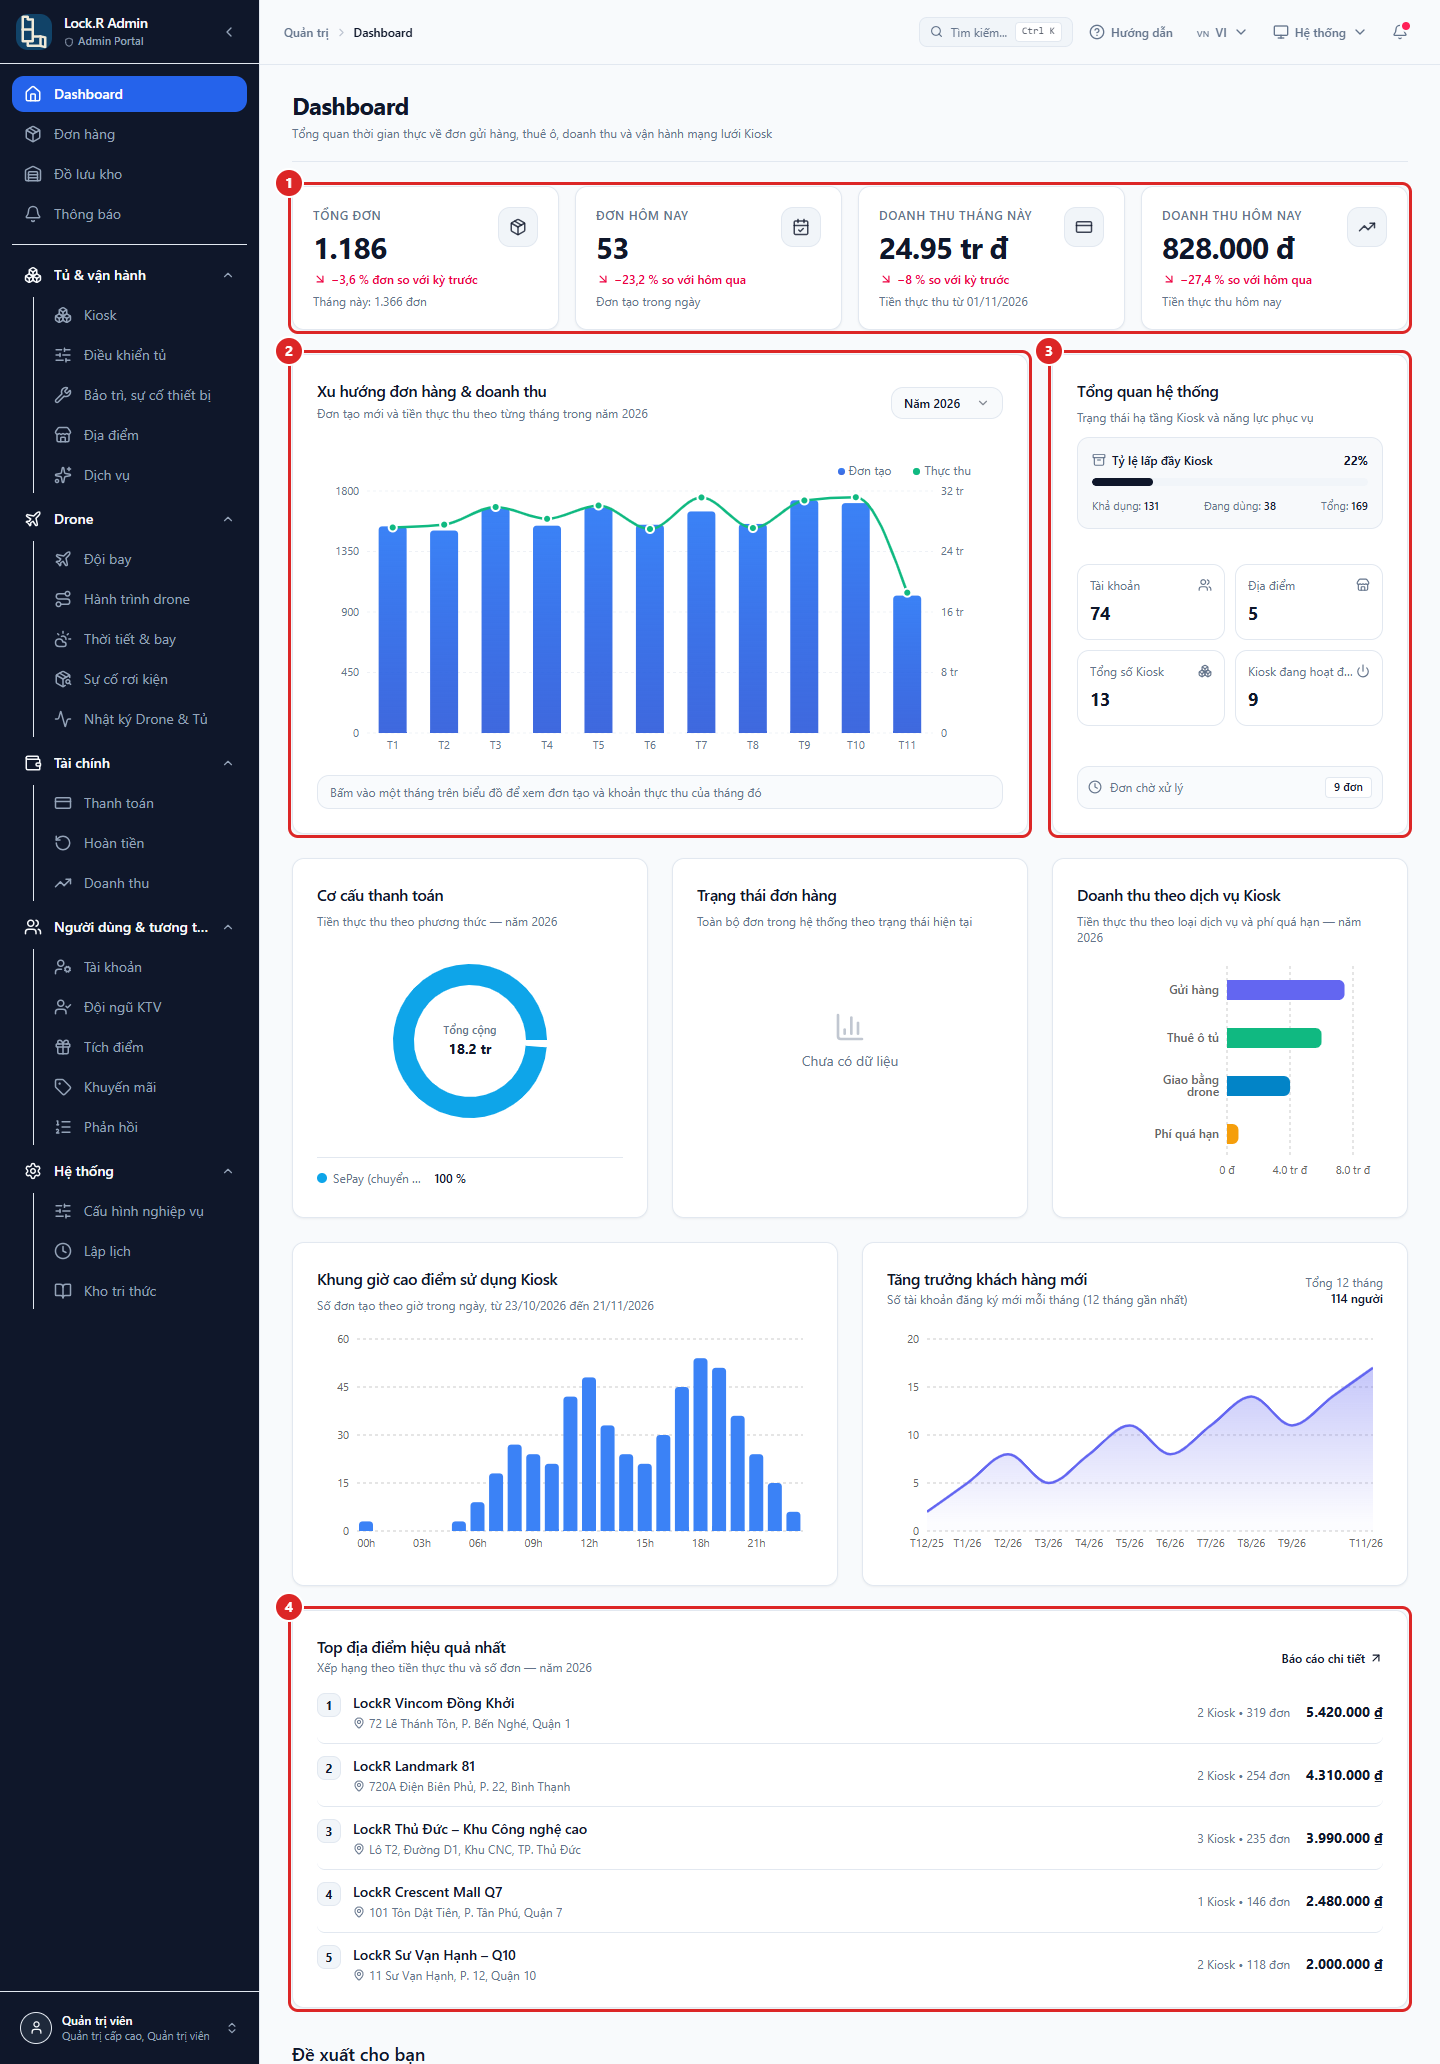 Lock.R Admin
Admin Portal
Dashboard
Đơn hàng
Đồ lưu kho
Thông báo
Tủ & vận hành
Kiosk
Điều khiển tủ
Bảo trì, sự cố thiết bị
Địa điểm
Dịch vụ
Drone
Đội bay
Hành trình drone
Thời tiết & bay
Sự cố rơi kiện
Nhật ký Drone & Tủ
Tài chính
Thanh toán
Hoàn tiền
Doanh thu
Người dùng & tương t...
Tài khoản
Đội ngũ KTV
Tích điểm
Khuyến mãi
Phản hồi
Hệ thống
Cấu hình nghiệp vụ
Lập lịch
Kho tri thức
Quản trị viên
Quản trị cấp cao, Quản trị viên
Quản trị > Dashboard
Tìm kiếm... Ctrl K
Hướng dẫn
VN VI
Hệ thống
Dashboard
Tổng quan thời gian thực về đơn gửi hàng, thuê ô, doanh thu và vận hành mạng lưới Kiosk
1
TỔNG ĐƠN
1.186
−3,6 % đơn so với kỳ trước
Tháng này: 1.366 đơn
ĐƠN HÔM NAY
53
−23,2 % so với hôm qua
Đơn tạo trong ngày
DOANH THU THÁNG NÀY
24.95 tr đ
−8 % so với kỳ trước
Tiền thực thu từ 01/11/2026
DOANH THU HÔM NAY
828.000 đ
−27,4 % so với hôm qua
Tiền thực thu hôm nay
2
Xu hướng đơn hàng & doanh thu
Đơn tạo mới và tiền thực thu theo từng tháng trong năm 2026
Năm 2026
Đơn tạo Thực thu
1800 32 tr
1350 24 tr
900 16 tr
450 8 tr
0 0
T1 T2 T3 T4 T5 T6 T7 T8 T9 T10 T11
Bấm vào một tháng trên biểu đồ để xem đơn tạo và khoản thực thu của tháng đó
3
Tổng quan hệ thống
Trạng thái hạ tầng Kiosk và năng lực phục vụ
Tỷ lệ lấp đầy Kiosk 22%
Khả dụng: 131 Đang dùng: 38 Tổng: 169
Tài khoản
74
Địa điểm
5
Tổng số Kiosk
13
Kiosk đang hoạt đ...
9
Đơn chờ xử lý 9 đơn
Cơ cấu thanh toán
Tiền thực thu theo phương thức — năm 2026
Tổng cộng
18.2 tr
SePay (chuyển ... 100 %
Trạng thái đơn hàng
Toàn bộ đơn trong hệ thống theo trạng thái hiện tại
Chưa có dữ liệu
Doanh thu theo dịch vụ Kiosk
Tiền thực thu theo loại dịch vụ và phí quá hạn — năm
2026
Gửi hàng
Thuê ô tủ
Giao bằng
drone
Phí quá hạn
0 đ 4.0 tr đ 8.0 tr đ
Khung giờ cao điểm sử dụng Kiosk
Số đơn tạo theo giờ trong ngày, từ 23/10/2026 đến 21/11/2026
60
45
30
15
0
00h 03h 06h 09h 12h 15h 18h 21h
Tăng trưởng khách hàng mới
Số tài khoản đăng ký mới mỗi tháng (12 tháng gần nhất)
Tổng 12 tháng
114 người
20
15
10
5
0
T12/25 T1/26 T2/26 T3/26 T4/26 T5/26 T6/26 T7/26 T8/26 T9/26 T11/26
4
Top địa điểm hiệu quả nhất
Xếp hạng theo tiền thực thu và số đơn — năm 2026
Báo cáo chi tiết
1 LockR Vincom Đồng Khởi
72 Lê Thánh Tôn, P. Bến Nghé, Quận 1
2 Kiosk • 319 đơn 5.420.000 ₫
2 LockR Landmark 81
720A Điện Biên Phủ, P. 22, Bình Thạnh
2 Kiosk • 254 đơn 4.310.000 ₫
3 LockR Thủ Đức – Khu Công nghệ cao
Lô T2, Đường D1, Khu CNC, TP. Thủ Đức
3 Kiosk • 235 đơn 3.990.000 ₫
4 LockR Crescent Mall Q7
101 Tôn Dật Tiên, P. Tân Phú, Quận 7
1 Kiosk • 146 đơn 2.480.000 ₫
5 LockR Sư Vạn Hạnh – Q10
11 Sư Vạn Hạnh, P. 12, Quận 10
2 Kiosk • 118 đơn 2.000.000 ₫
Đề xuất cho bạn